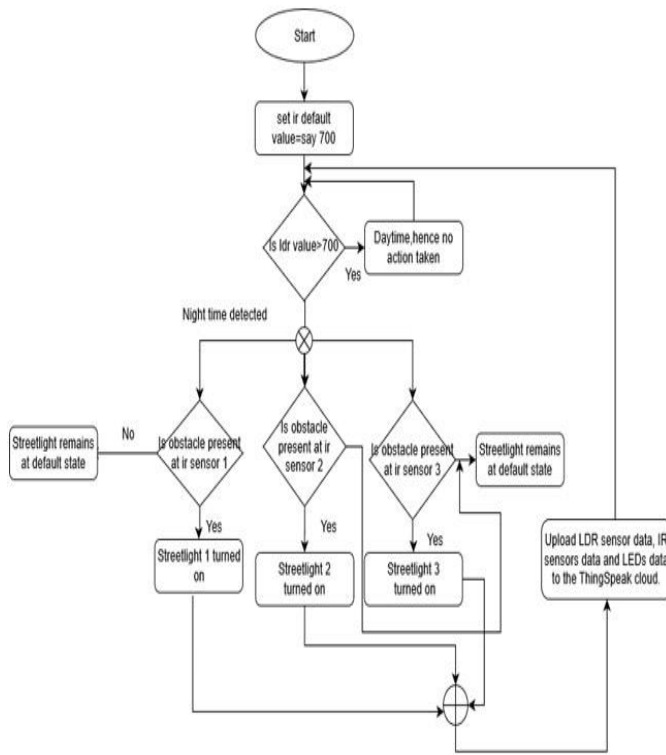 Start
set ir default
value=say 700
Is ldr value>700
Daytime,hence no
action taken
Yes
Night time detected
Streetlight remains
at default state
No
Is obstacle present
at ir sensor 1
Is obstacle
present at ir
sensor 2
Is obstacle present
at ir sensor 3
Streetlight remains
at default state
Yes
Yes
Yes
Streetlight 1 turned
on
Streetlight 2
turned on
Streetlight 3
turned on
Upload LDR sensor data, IR
sensors data and LEDs data
to the ThingSpeak cloud.